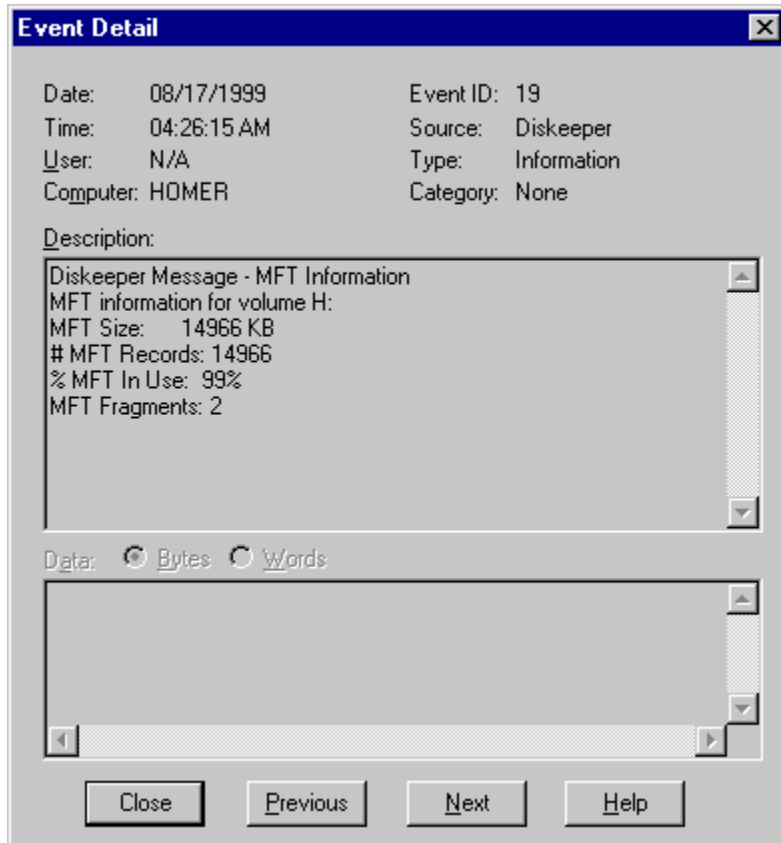 Event Detail
Date: 08/17/1999 Event ID: 19
Time: 04:26:15 AM Source: Diskeeper
User: N/A Type: Information
Computer: HOMER Category: None
Description:
Diskeeper Message - MFT Information
MFT information for volume H:
MFT Size: 14966 KB
# MFT Records: 14966
% MFT In Use: 99%
MFT Fragments: 2
Data: Bytes Words
Close Previous Next Help